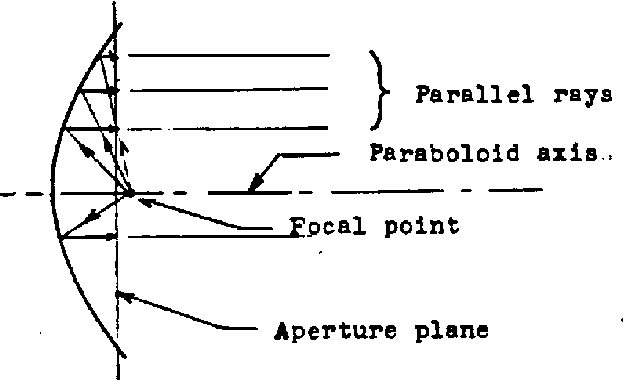 Parallel rays
Paraboloid axis
Focal point
Aperture plane